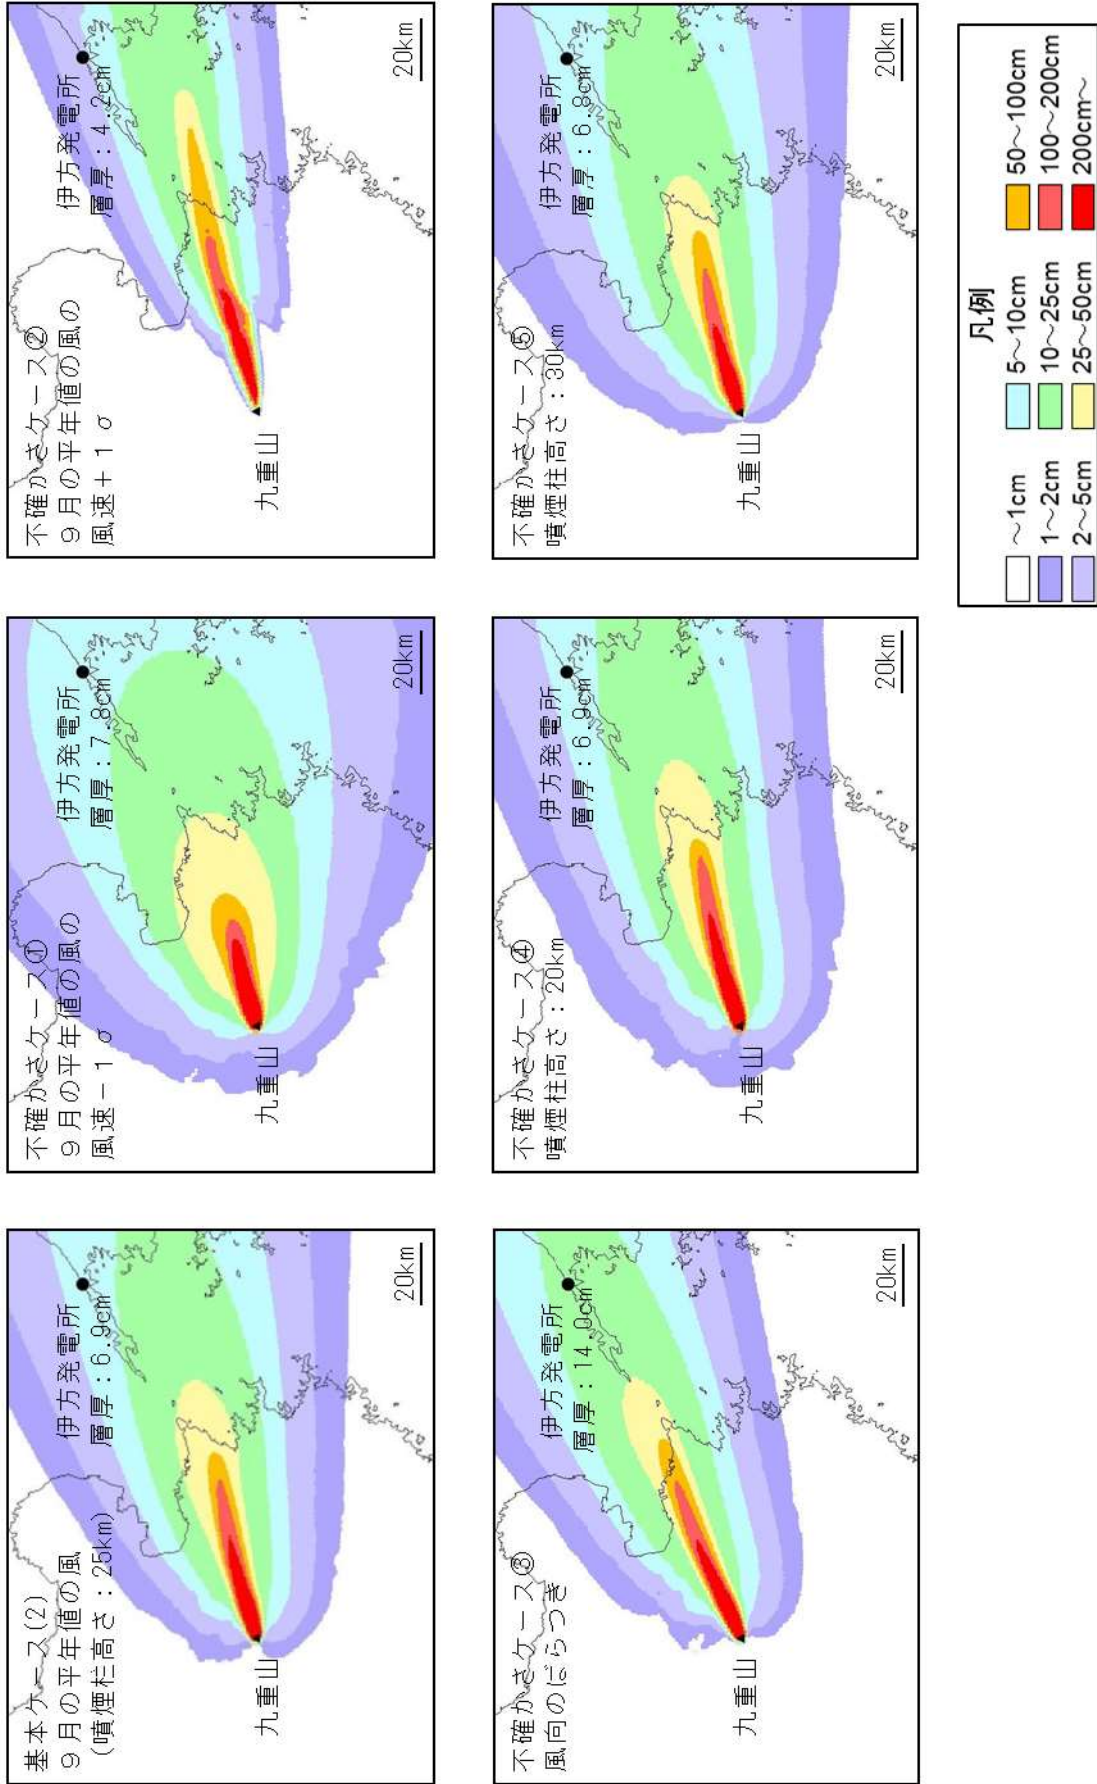 基本ケース(2)
９月の平年値の風
(噴煙柱高さ：25km)
伊方発電所
層厚：6.9cm
九重山
20km
不確かさケース①
９月の平年値の風の
風速－１σ
伊方発電所
層厚：7.8cm
九重山
20km
不確かさケース②
９月の平年値の風の
風速＋１σ
伊方発電所
層厚：4.2cm
九重山
20km
不確かさケース③
風向のばらつき
伊方発電所
層厚：14.0cm
九重山
20km
不確かさケース④
噴煙柱高さ：20km
伊方発電所
層厚：6.9cm
九重山
20km
不確かさケース⑤
噴煙柱高さ：30km
伊方発電所
層厚：6.8cm
九重山
20km
凡例
～1cm 5～10cm 50～100cm
1～2cm 10～25cm 100～200cm
2～5cm 25～50cm 200cm～